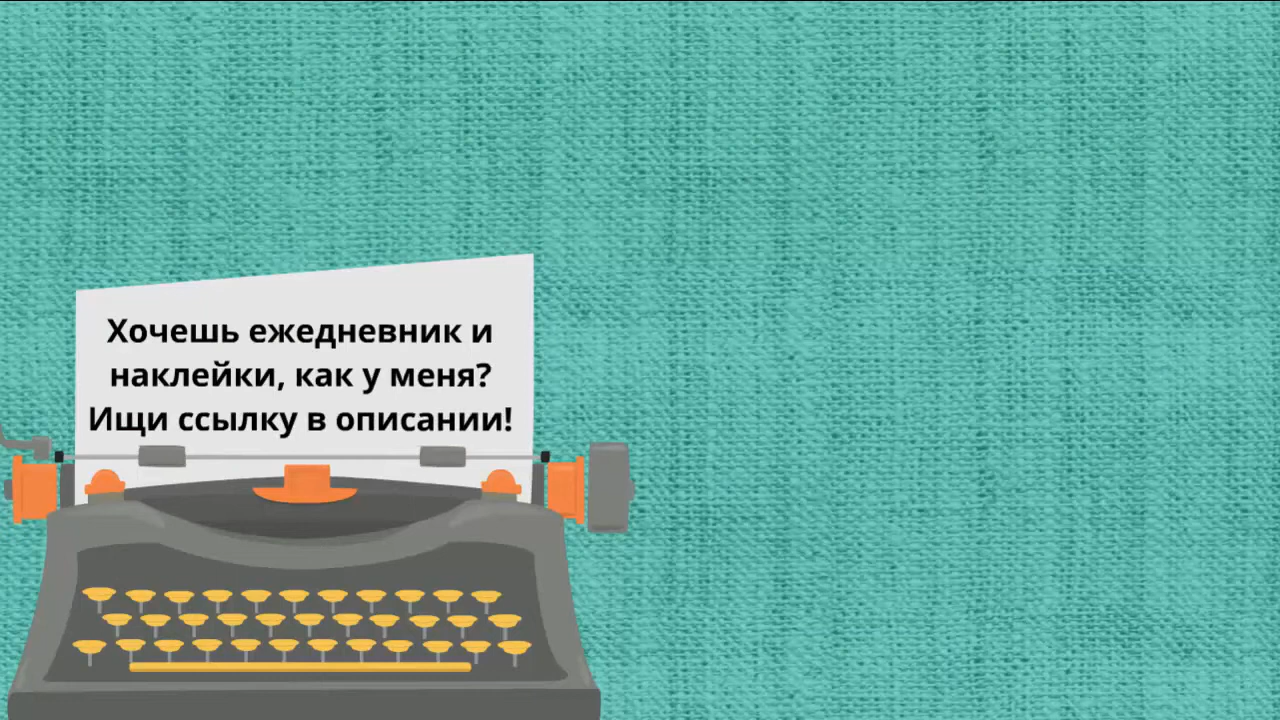 Хочешь ежедневник и
наклейки, как у меня?
Ищи ссылку в описании!